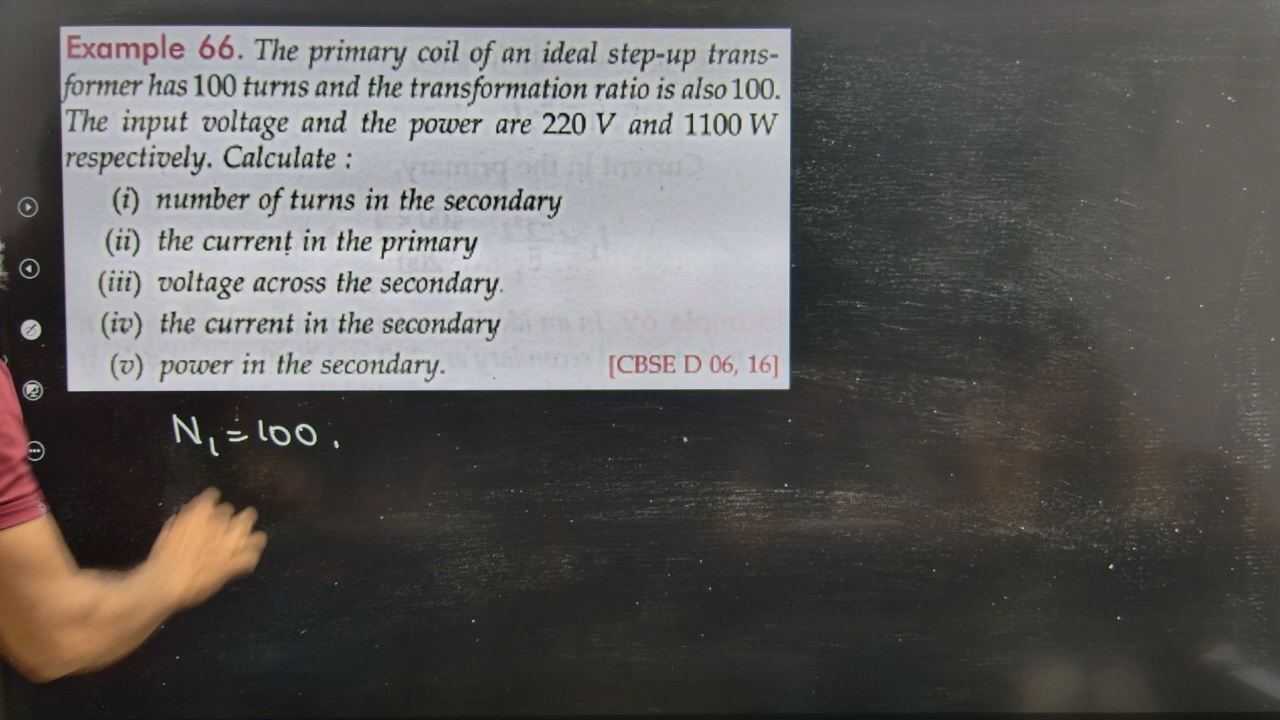 Example 66. The primary coil of an ideal step-up trans-
former has 100 turns and the transformation ratio is also 100.
The input voltage and the power are 220 V and 1100 W
respectively. Calculate :
(i) number of turns in the secondary
(ii) the current in the primary
(iii) voltage across the secondary.
(iv) the current in the secondary
(v) power in the secondary. [CBSE D 06, 16]
N₁ = 100.